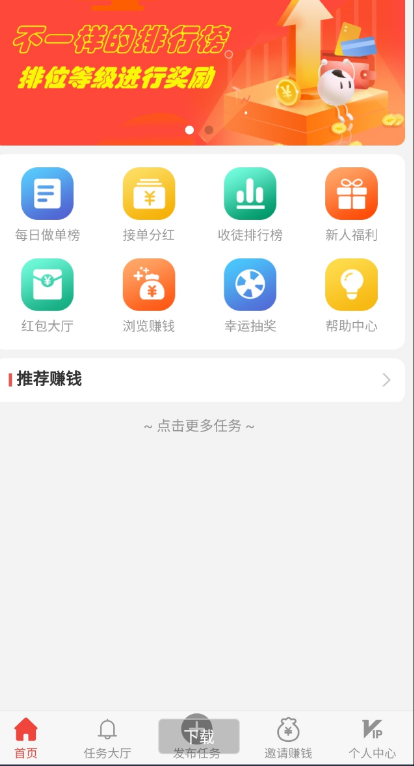 不一样的排行榜
排位等级进行奖励
每日做单榜
接单分红
收徒排行榜
新人福利
红包大厅
浏览赚钱
幸运抽奖
帮助中心
推荐赚钱
~ 点击更多任务 ~
下载
首页
任务大厅
发布任务
邀请赚钱
个人中心